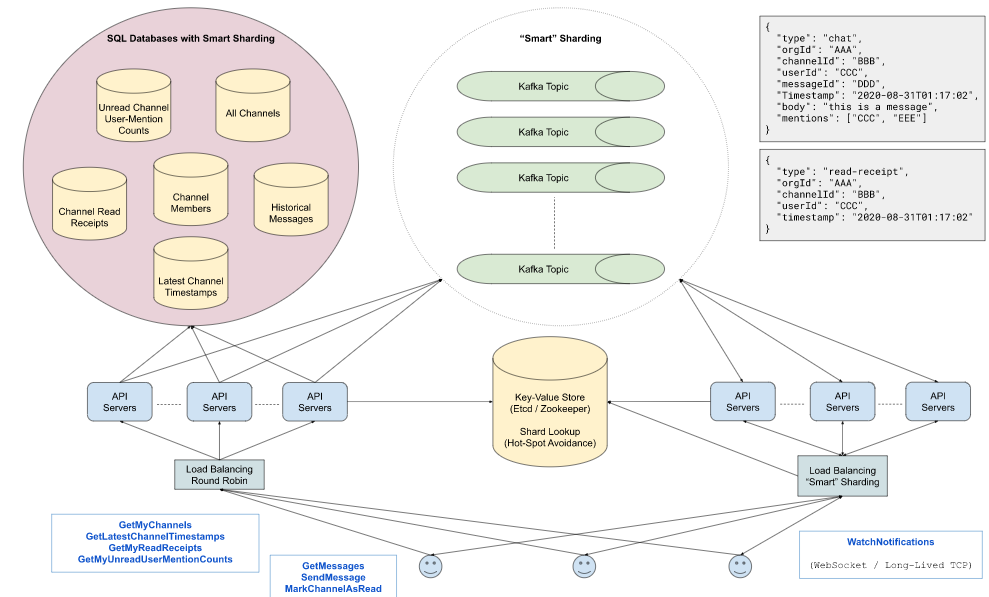 SQL Databases with Smart Sharding
Unread Channel
User-Mention
Counts
All Channels
Channel Read
Receipts
Channel
Members
Historical
Messages
Latest Channel
Timestamps
“Smart” Sharding
Kafka Topic
Kafka Topic
Kafka Topic
Kafka Topic
{
"type": "chat",
"orgId": "AAA",
"channelId": "BBB",
"userId": "CCC",
"messageId": "DDD",
"Timestamp": "2020-08-31T01:17:02",
"body": "this is a message",
"mentions": ["CCC", "EEE"]
}
{
"type": "read-receipt",
"orgId": "AAA",
"channelId": "BBB",
"userId": "CCC",
"timestamp": "2020-08-31T01:17:02"
}
API
Servers
API
Servers
API
Servers
Key-Value Store
(Etcd / Zookeeper)
Shard Lookup
(Hot-Spot Avoidance)
API
Servers
API
Servers
API
Servers
Load Balancing
Round Robin
Load Balancing
“Smart” Sharding
GetMyChannels
GetLatestChannelTimestamps
GetMyReadReceipts
GetMyUnreadUserMentionCounts
GetMessages
SendMessage
MarkChannelAsRead
WatchNotifications
(WebSocket / Long-Lived TCP)